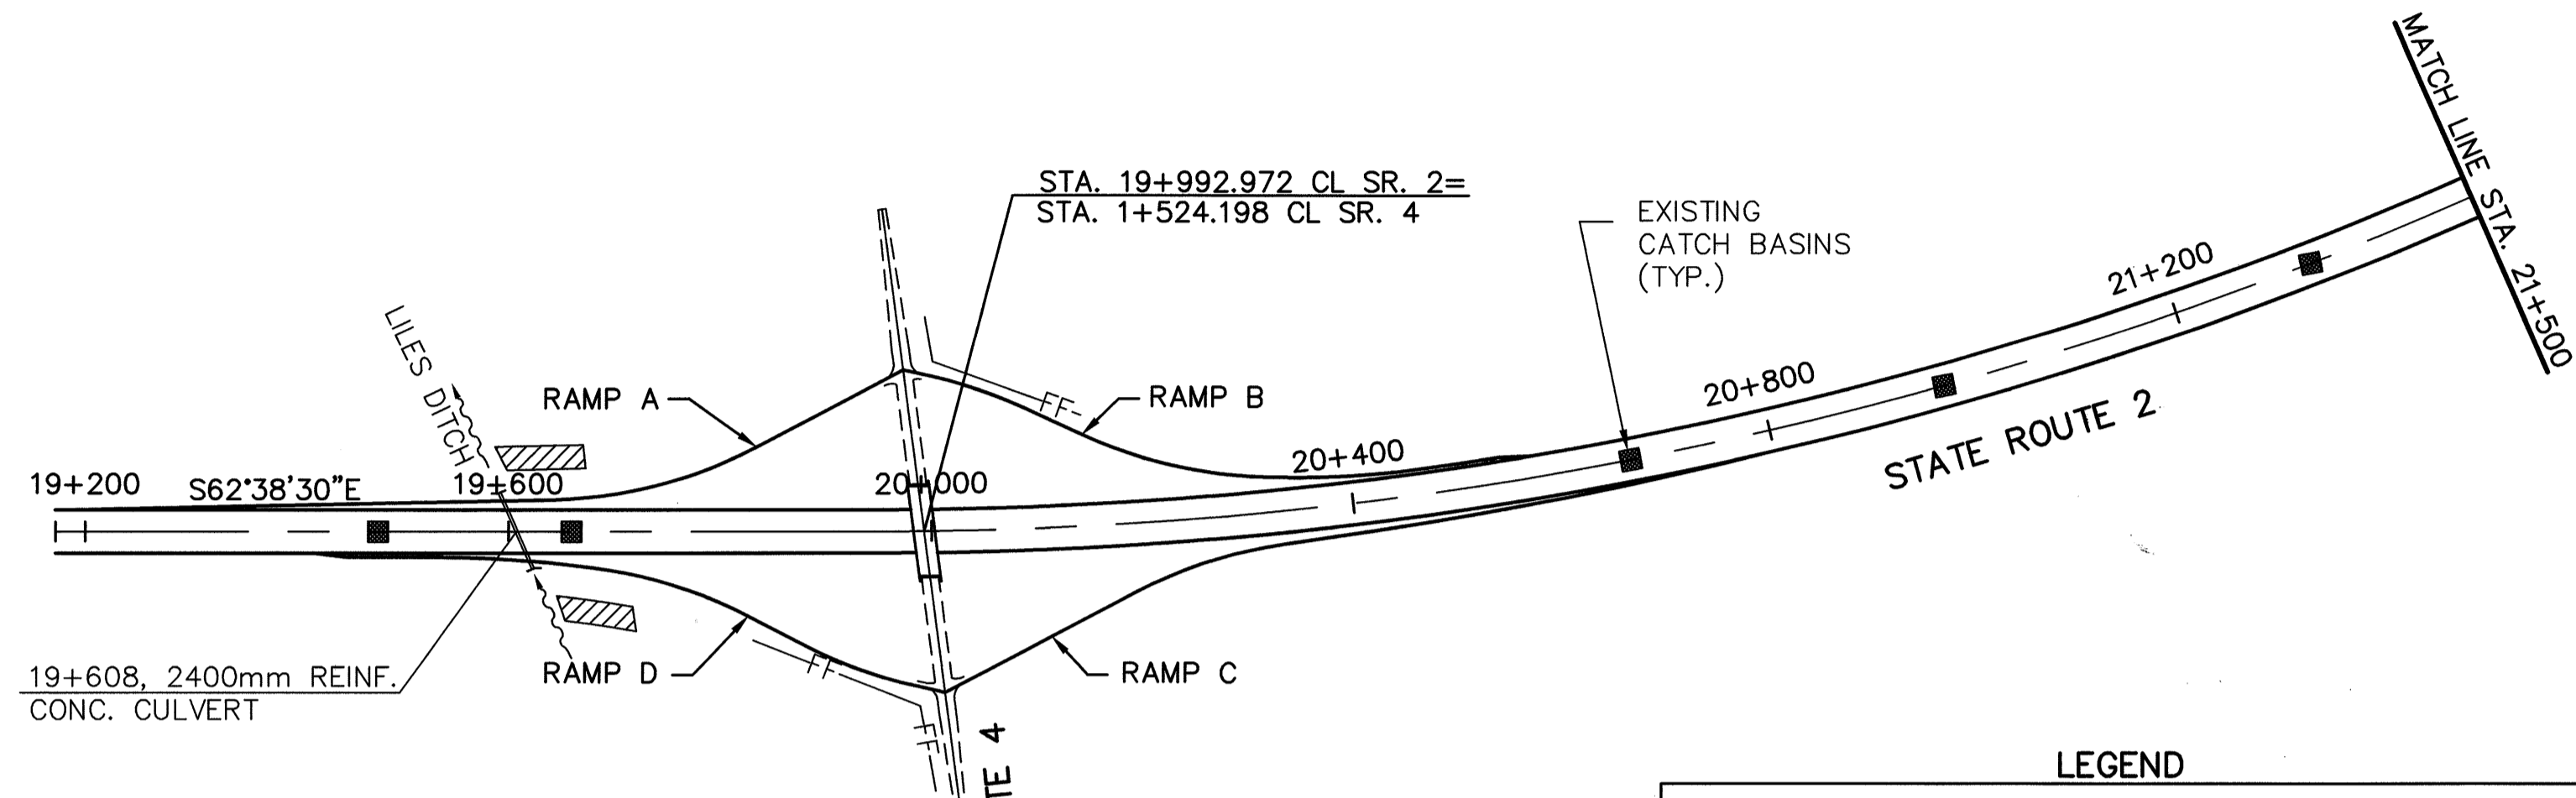 MATCH LINE STA. 21+500
STA. 19+992.972 CL SR. 2=
STA. 1+524.198 CL SR. 4
EXISTING
CATCH BASINS
(TYP.)
21+200
LILES DITCH
RAMP A
FF
RAMP B
20+800
STATE ROUTE 2
20+400
19+200
S62°38'30"E
19+600
20+000
19+608, 2400mm REINF.
CONC. CULVERT
RAMP D
FF
RAMP C
FF
TE 4
LEGEND